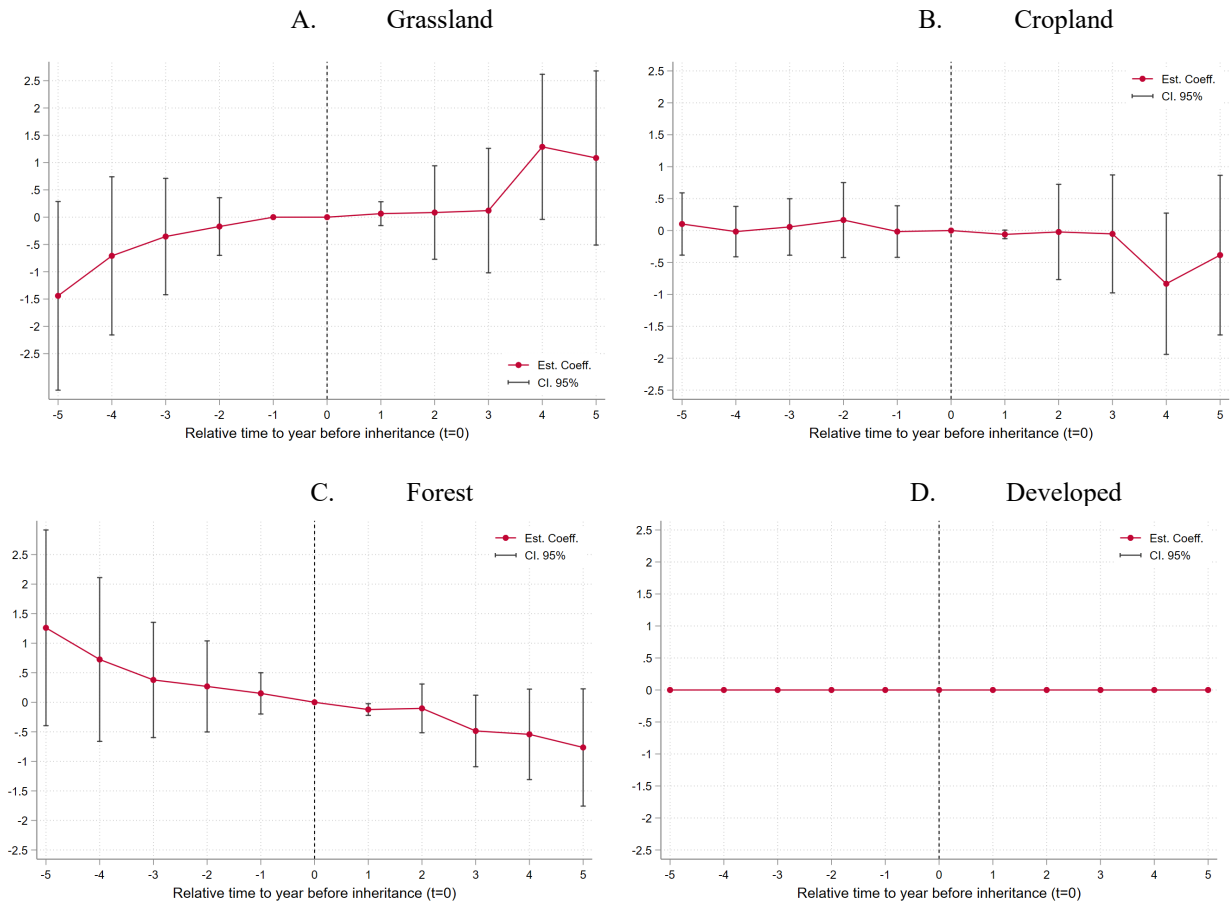 A. Grassland
2.5
2
1.5
1
.5
0
-.5
-1
-1.5
-2
-2.5
Est. Coeff.
CI. 95%
-5 -4 -3 -2 -1 0 1 2 3 4 5
Relative time to year before inheritance (t=0)
B. Cropland
2.5
2
1.5
1
.5
0
-.5
-1
-1.5
-2
-2.5
Est. Coeff.
CI. 95%
-5 -4 -3 -2 -1 0 1 2 3 4 5
Relative time to year before inheritance (t=0)
C. Forest
2.5
2
1.5
1
.5
0
-.5
-1
-1.5
-2
-2.5
Est. Coeff.
CI. 95%
-5 -4 -3 -2 -1 0 1 2 3 4 5
Relative time to year before inheritance (t=0)
D. Developed
2.5
2
1.5
1
.5
0
-.5
-1
-1.5
-2
-2.5
Est. Coeff.
CI. 95%
-5 -4 -3 -2 -1 0 1 2 3 4 5
Relative time to year before inheritance (t=0)